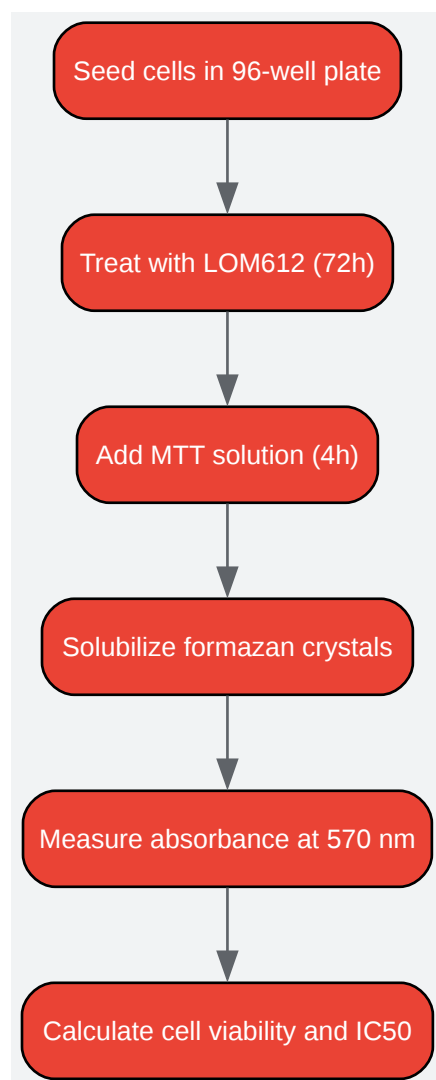 Seed cells in 96-well plate
Treat with LOM612 (72h)
Add MTT solution (4h)
Solubilize formazan crystals
Measure absorbance at 570 nm
Calculate cell viability and IC50